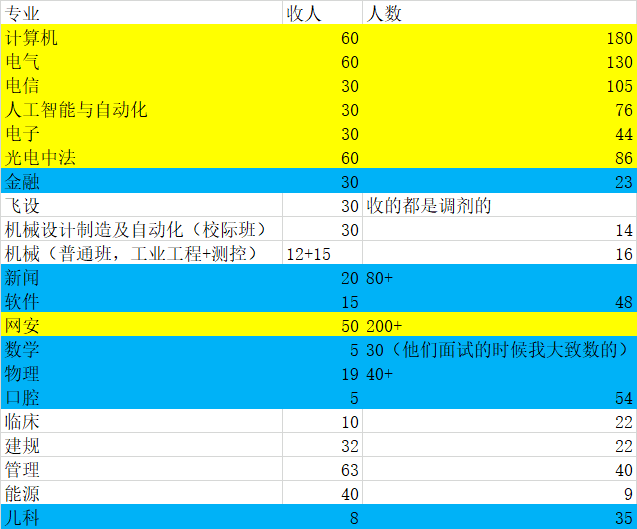 专业 收人 人数
计算机 60 180
电气 60 130
电信 30 105
人工智能与自动化 30 76
电子 30 44
光电中法 60 86
金融 30 23
飞设 30 收的都是调剂的
机械设计制造及自动化（校际班） 30 14
机械（普通班，工业工程+测控） 12+15 16
新闻 20 80+
软件 15 48
网安 50 200+
数学 5 30（他们面试的时候我大致数的）
物理 19 40+
口腔 5 54
临床 10 22
建规 32 22
管理 63 40
能源 40 9
儿科 8 35